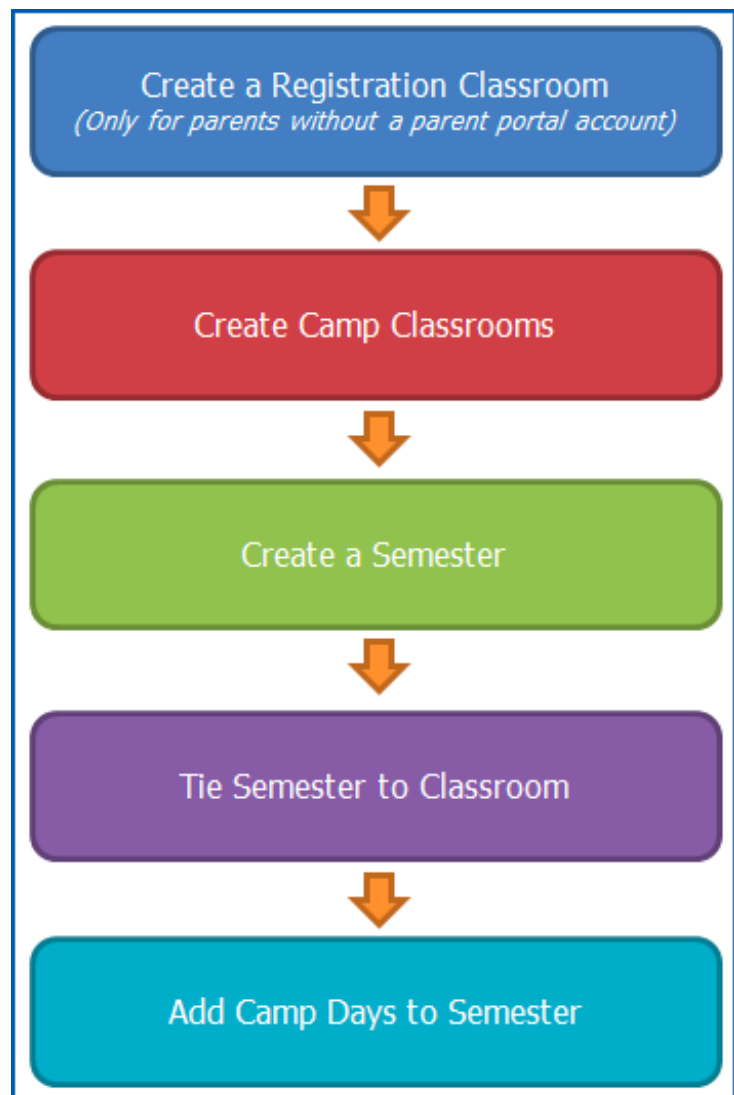 Create a Registration Classroom
(Only for parents without a parent portal account)
Create Camp Classrooms
Create a Semester
Tie Semester to Classroom
Add Camp Days to Semester